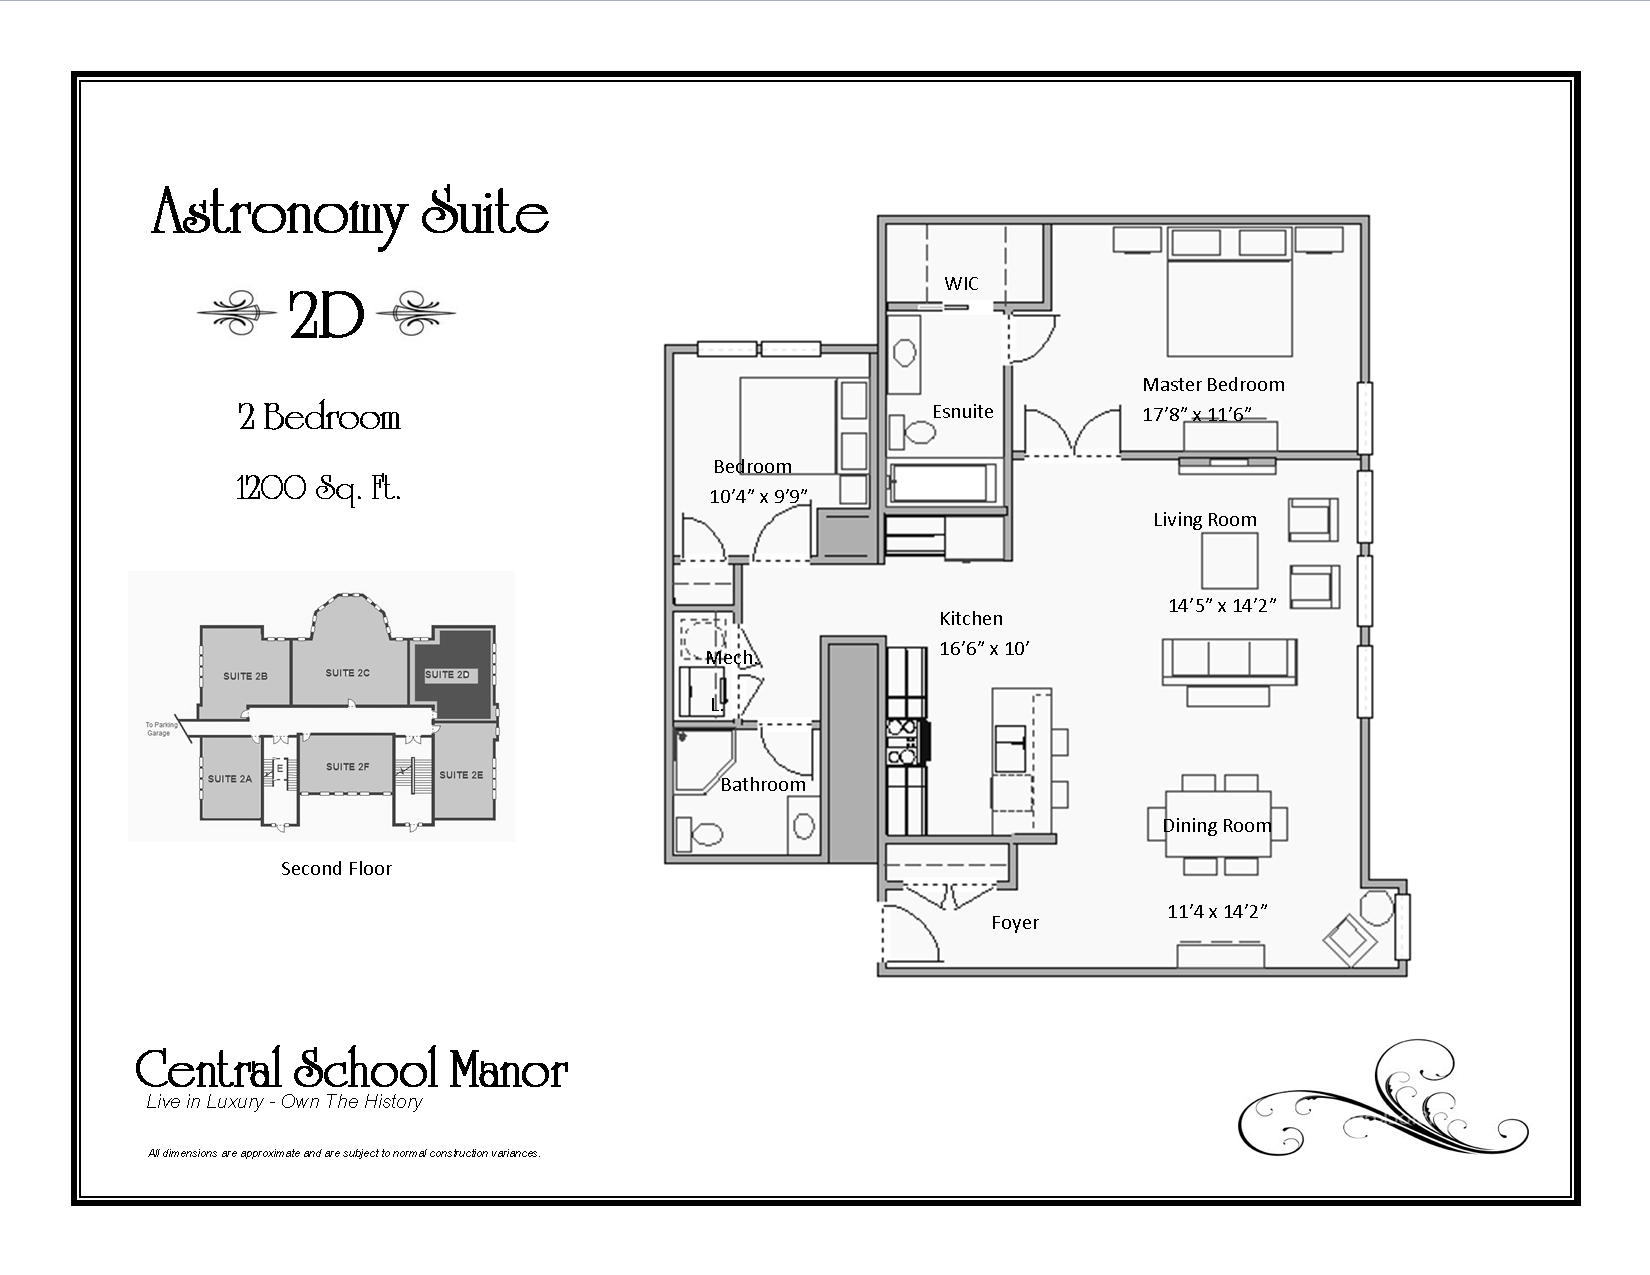 Astronomy Suite
2D
2 Bedroom
1200 Sq. Ft.
SUITE 2B
SUITE 2C
SUITE 2D
To Parking
Garage
SUITE 2A
E
SUITE 2F
SUITE 2E
Second Floor
WIC
Master Bedroom
17’8” x 11’6”
Esnuite
Bedroom
10’4” x 9’9”
Living Room
14’5” x 14’2”
Kitchen
16’6” x 10’
Mech.
L.
Bathroom
Dining Room
11’4 x 14’2”
Foyer
Central School Manor
Live in Luxury - Own The History
All dimensions are approximate and are subject to normal construction variances.